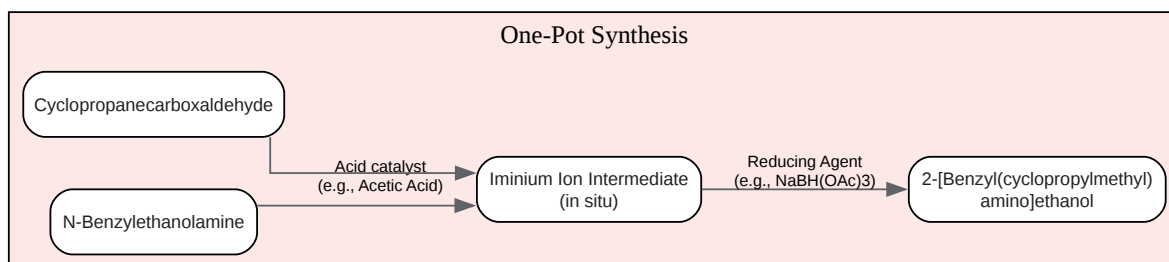 One-Pot Synthesis
Cyclopropanecarboxaldehyde
N-Benzylethanolamine
Acid catalyst
(e.g., Acetic Acid)
Iminium Ion Intermediate
(in situ)
Reducing Agent
(e.g., NaBH(OAc)3)
2-[Benzyl(cyclopropylmethyl)
amino]ethanol